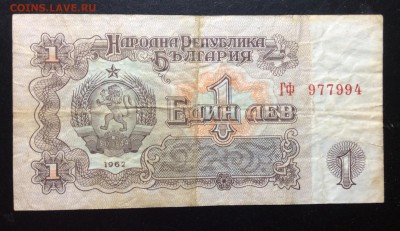 COINS.LAVE.RU
1
НАРОДНА РЕПУБЛИКА
БЪЛГАРИЯ
ГФ 977994
1
ЕДИН ЛЕВ
1962
1
1